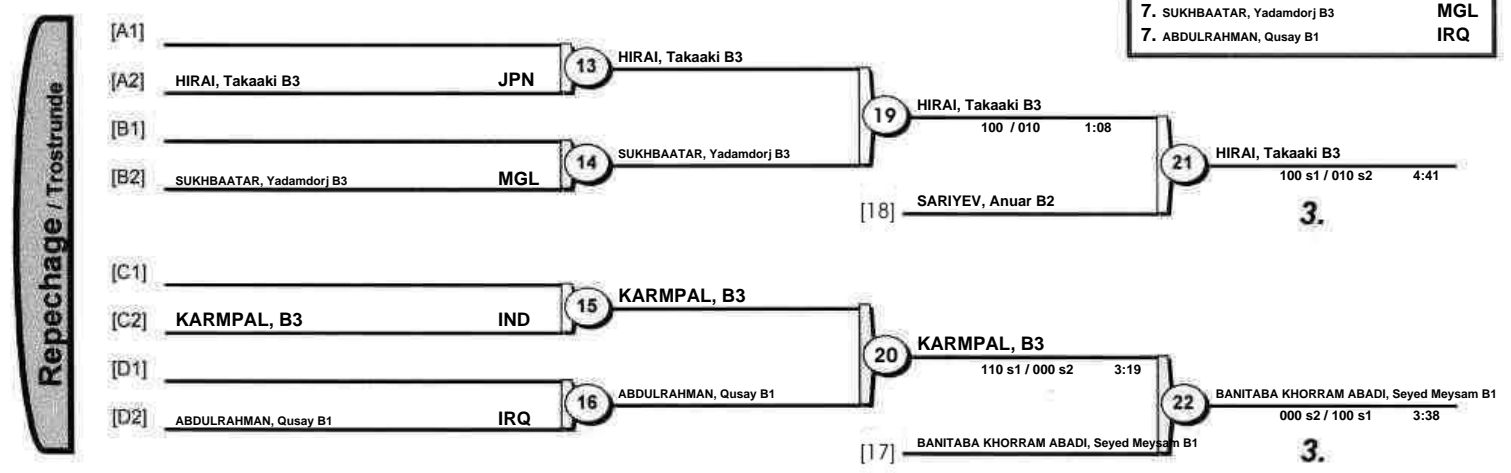 7. SUKHBAATAR, Yadamdorj B3 MGL
7. ABDULRAHMAN, Qusay B1 IRQ
Repechage / Trostrunde
[A1]
[A2] HIRAI, Takaaki B3 JPN
13 HIRAI, Takaaki B3
[B1]
[B2] SUKHBAATAR, Yadamdorj B3 MGL
14 SUKHBAATAR, Yadamdorj B3
19 HIRAI, Takaaki B3
100 / 010 1:08
[18] SARIYEV, Anuar B2
21 HIRAI, Takaaki B3
100 s1 / 010 s2 4:41
3.
[C1]
[C2] KARMPAL, B3 IND
15 KARMPAL, B3
[D1]
[D2] ABDULRAHMAN, Qusay B1 IRQ
16 ABDULRAHMAN, Qusay B1
20 KARMPAL, B3
110 s1 / 000 s2 3:19
[17] BANITABA KHORRAM ABADI, Seyed Meysam B1
22 BANITABA KHORRAM ABADI, Seyed Meysam B1
000 s2 / 100 s1 3:38
3.